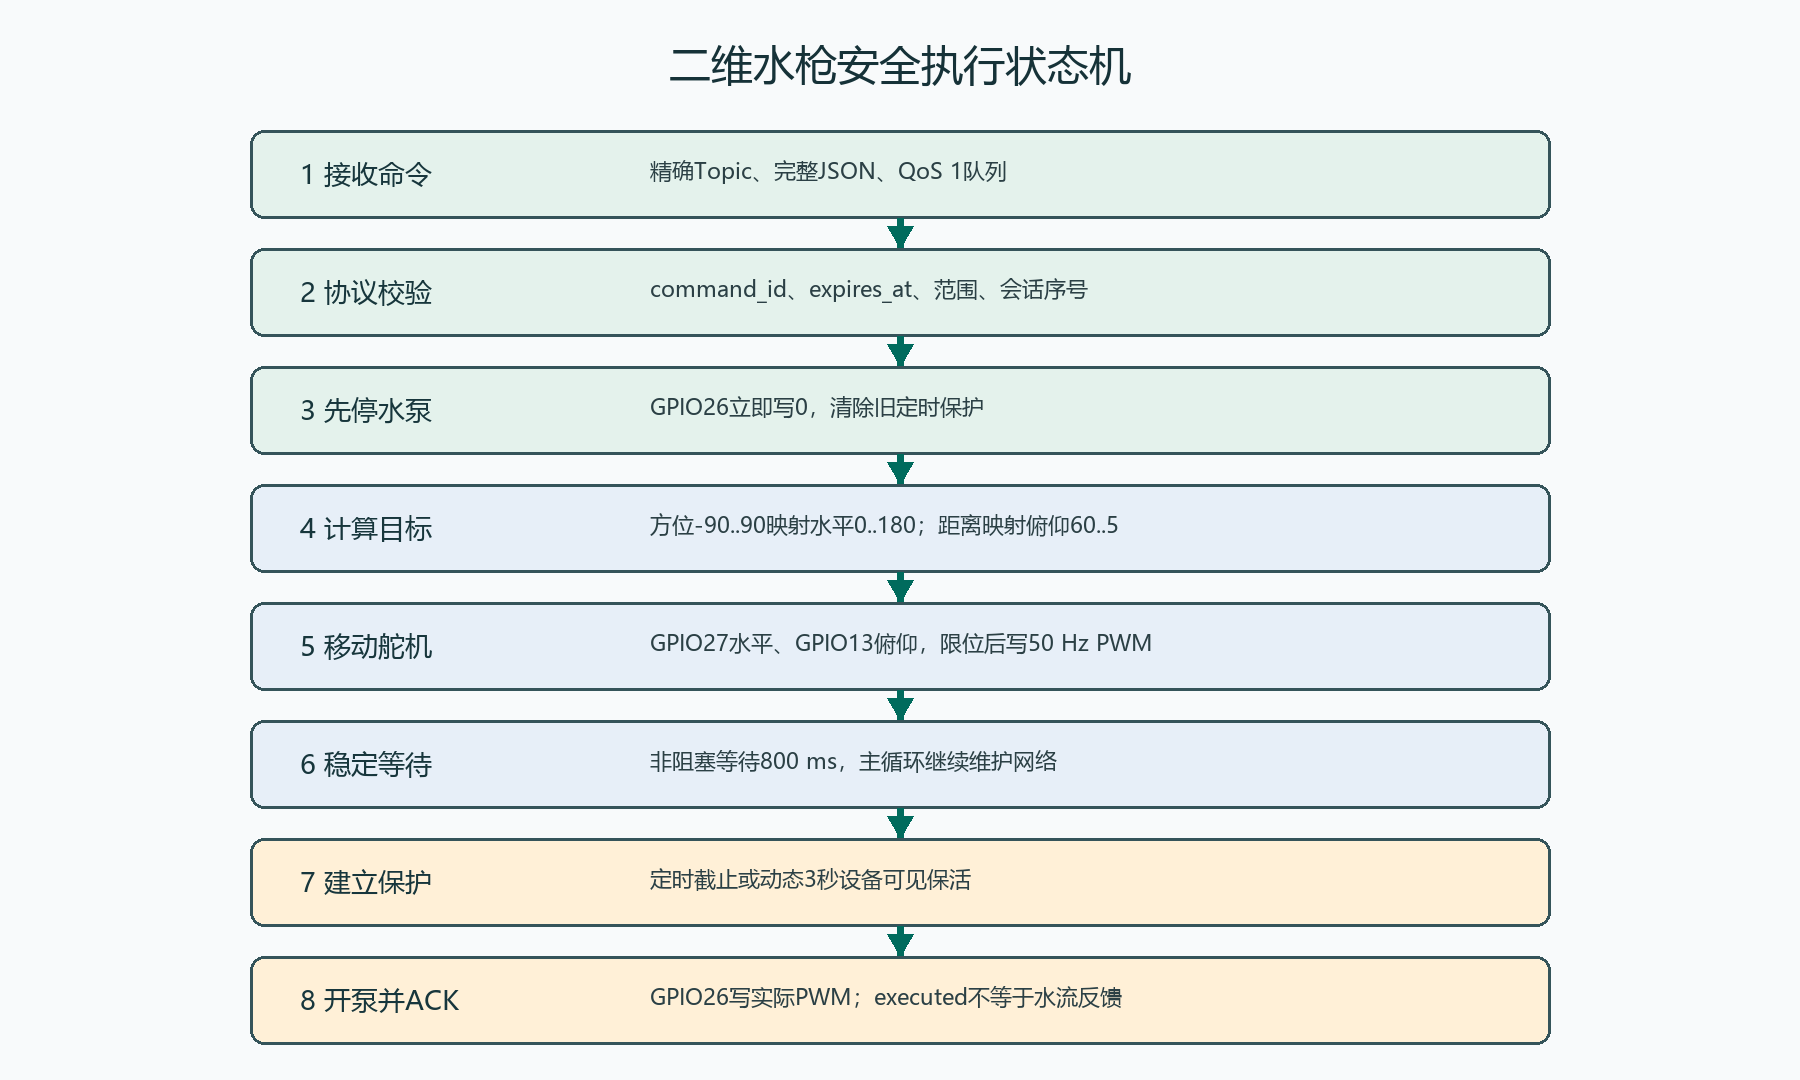 二维水枪安全执行状态机
1 接收命令 精确Topic、完整JSON、QoS 1队列
2 协议校验 command_id、expires_at、范围、会话序号
3 先停水泵 GPIO26立即写0，清除旧定时保护
4 计算目标 方位-90..90映射水平0..180；距离映射俯仰60..5
5 移动舵机 GPIO27水平、GPIO13俯仰，限位后写50 Hz PWM
6 稳定等待 非阻塞等待800 ms，主循环继续维护网络
7 建立保护 定时截止或动态3秒设备可见保活
8 开泵并ACK GPIO26写实际PWM；executed不等于水流反馈